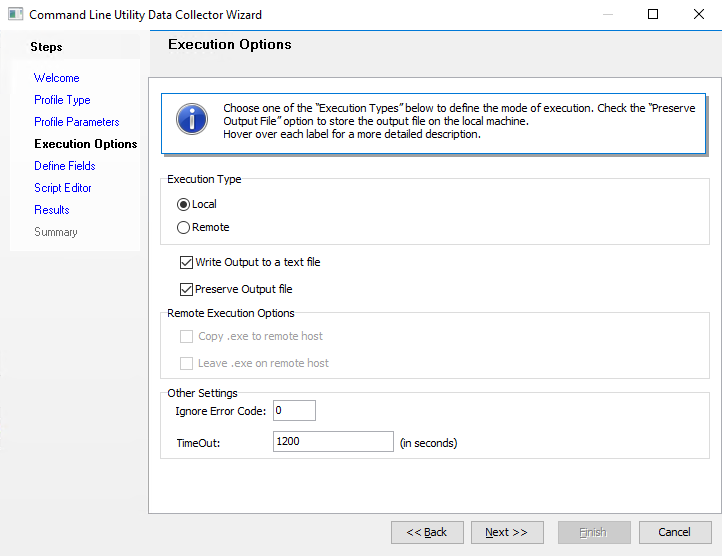 Command Line Utility Data Collector Wizard
Steps
Execution Options
Welcome
Profile Type
Profile Parameters
Execution Options
Define Fields
Script Editor
Results
Summary
Choose one of the "Execution Types" below to define the mode of execution. Check the "Preserve
Output File" option to store the output file on the local machine.
Hover over each label for a more detailed description.
Execution Type
Local
Remote
Write Output to a text file
Preserve Output file
Remote Execution Options
Copy .exe to remote host
Leave .exe on remote host
Other Settings
Ignore Error Code: 0
TimeOut: 1200 (in seconds)
<< Back Next >> Finish Cancel